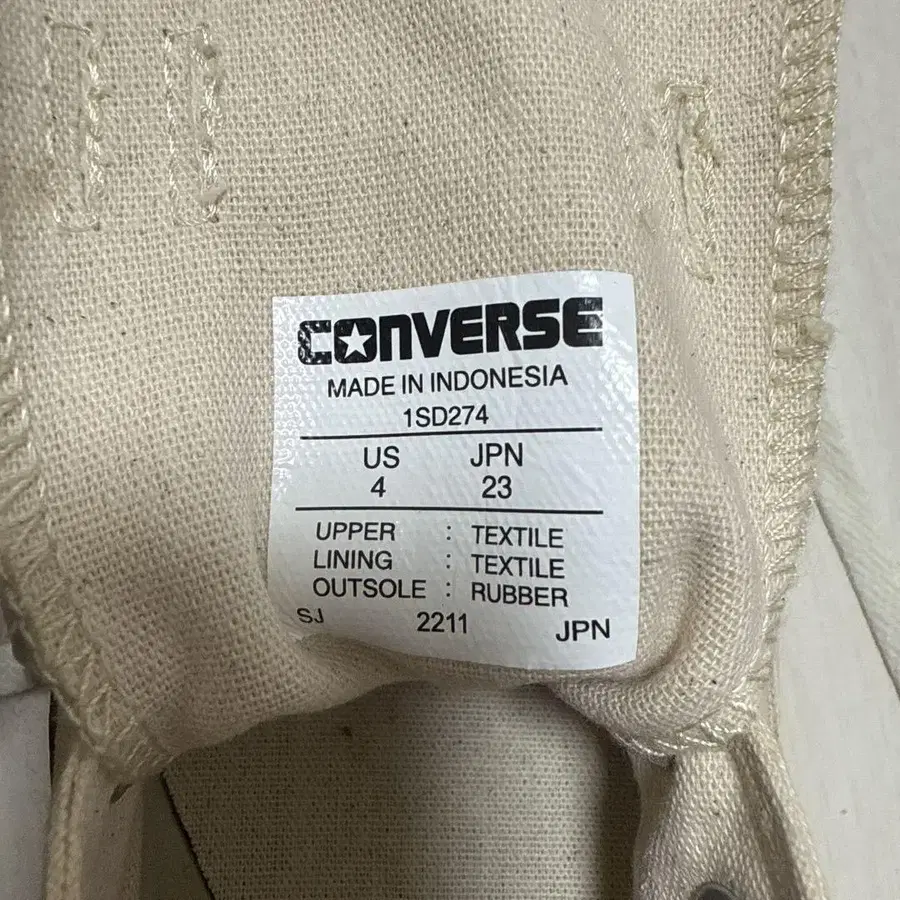 CONVERSE
MADE IN INDONESIA
1SD274
US JPN
4 23
UPPER : TEXTILE
LINING : TEXTILE
OUTSOLE : RUBBER
SJ 2211 JPN